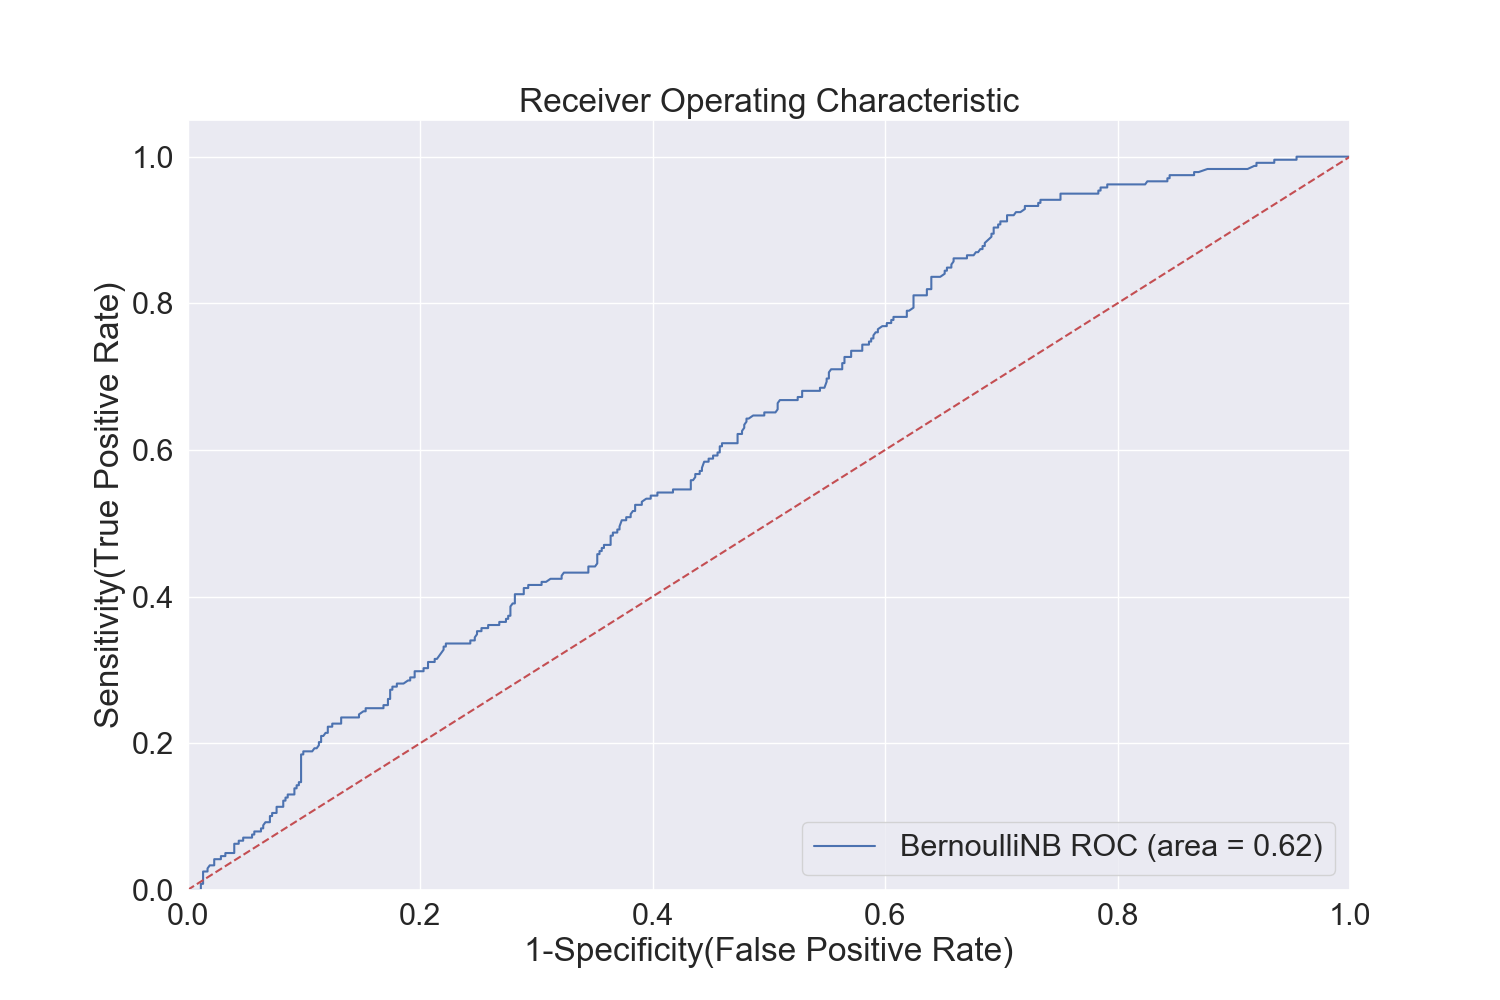 Receiver Operating Characteristic
1.0
0.8
0.6
0.4
0.2
0.0
Sensitivity(True Positive Rate)
BernoulliNB ROC (area = 0.62)
0.0 0.2 0.4 0.6 0.8 1.0
1-Specificity(False Positive Rate)